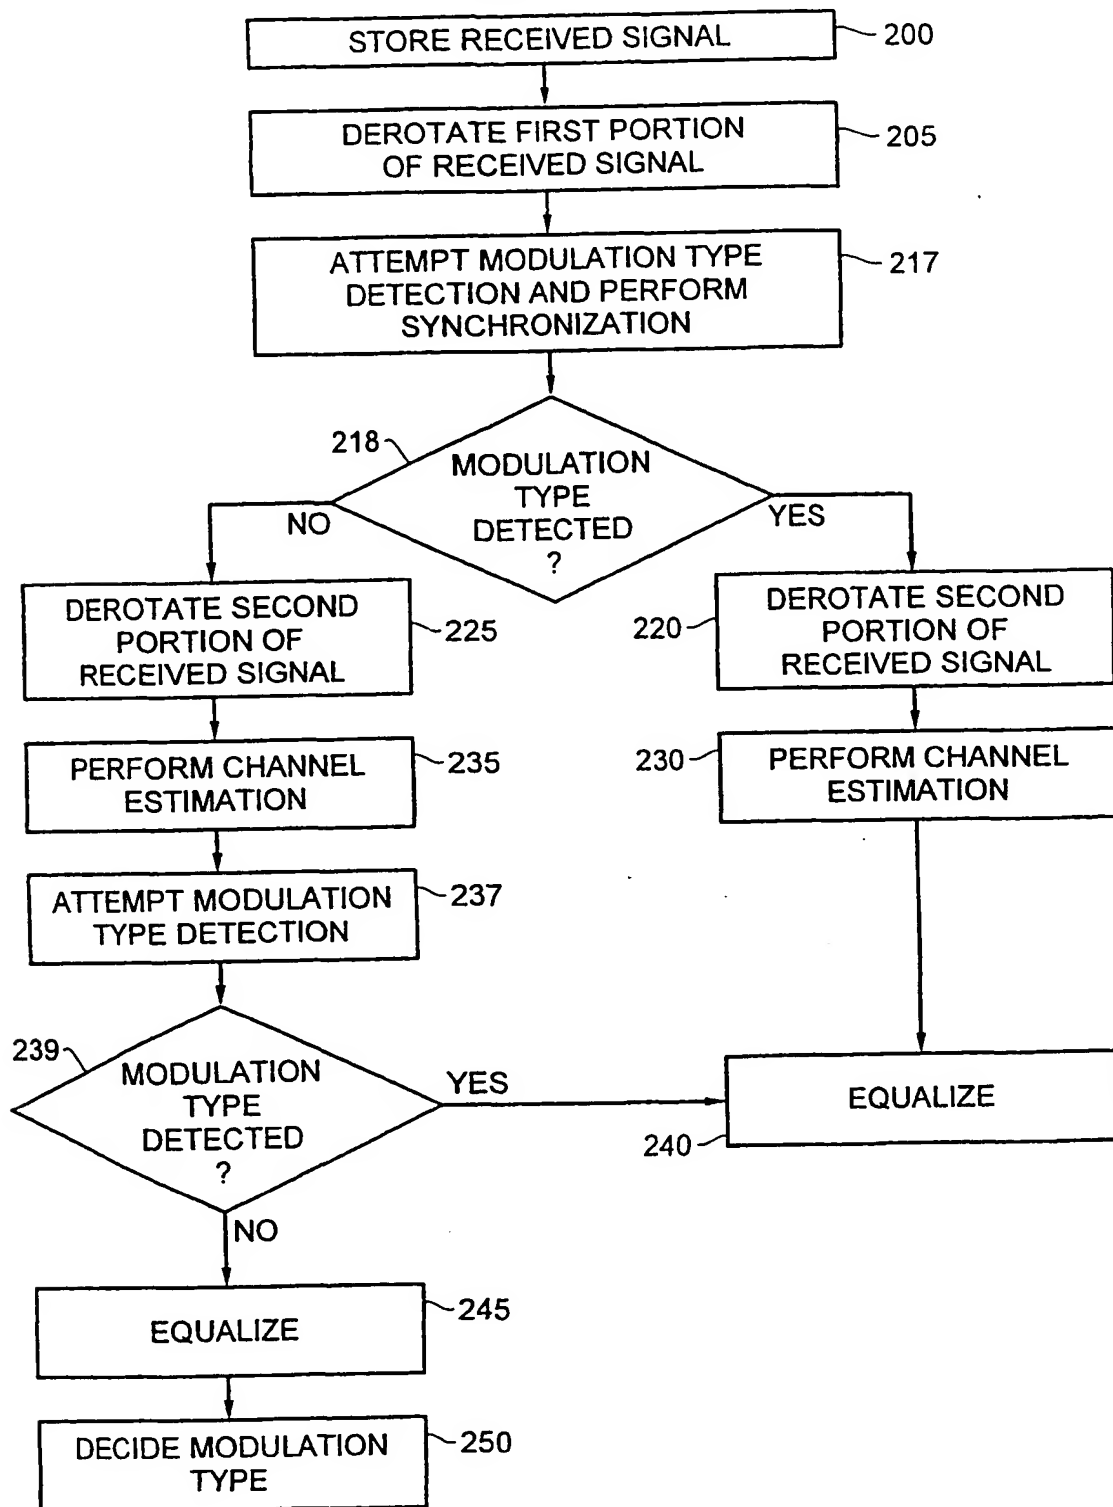 STORE RECEIVED SIGNAL
200
DEROTATE FIRST PORTION
OF RECEIVED SIGNAL
205
ATTEMPT MODULATION TYPE
DETECTION AND PERFORM
SYNCHRONIZATION
217
218
MODULATION
TYPE
DETECTED
?
NO
YES
DEROTATE SECOND
PORTION OF
RECEIVED SIGNAL
225
220
DEROTATE SECOND
PORTION OF
RECEIVED SIGNAL
PERFORM CHANNEL
ESTIMATION
235
230
PERFORM CHANNEL
ESTIMATION
ATTEMPT MODULATION
TYPE DETECTION
237
239
MODULATION
TYPE
DETECTED
?
YES
NO
EQUALIZE
240
EQUALIZE
245
DECIDE MODULATION
TYPE
250